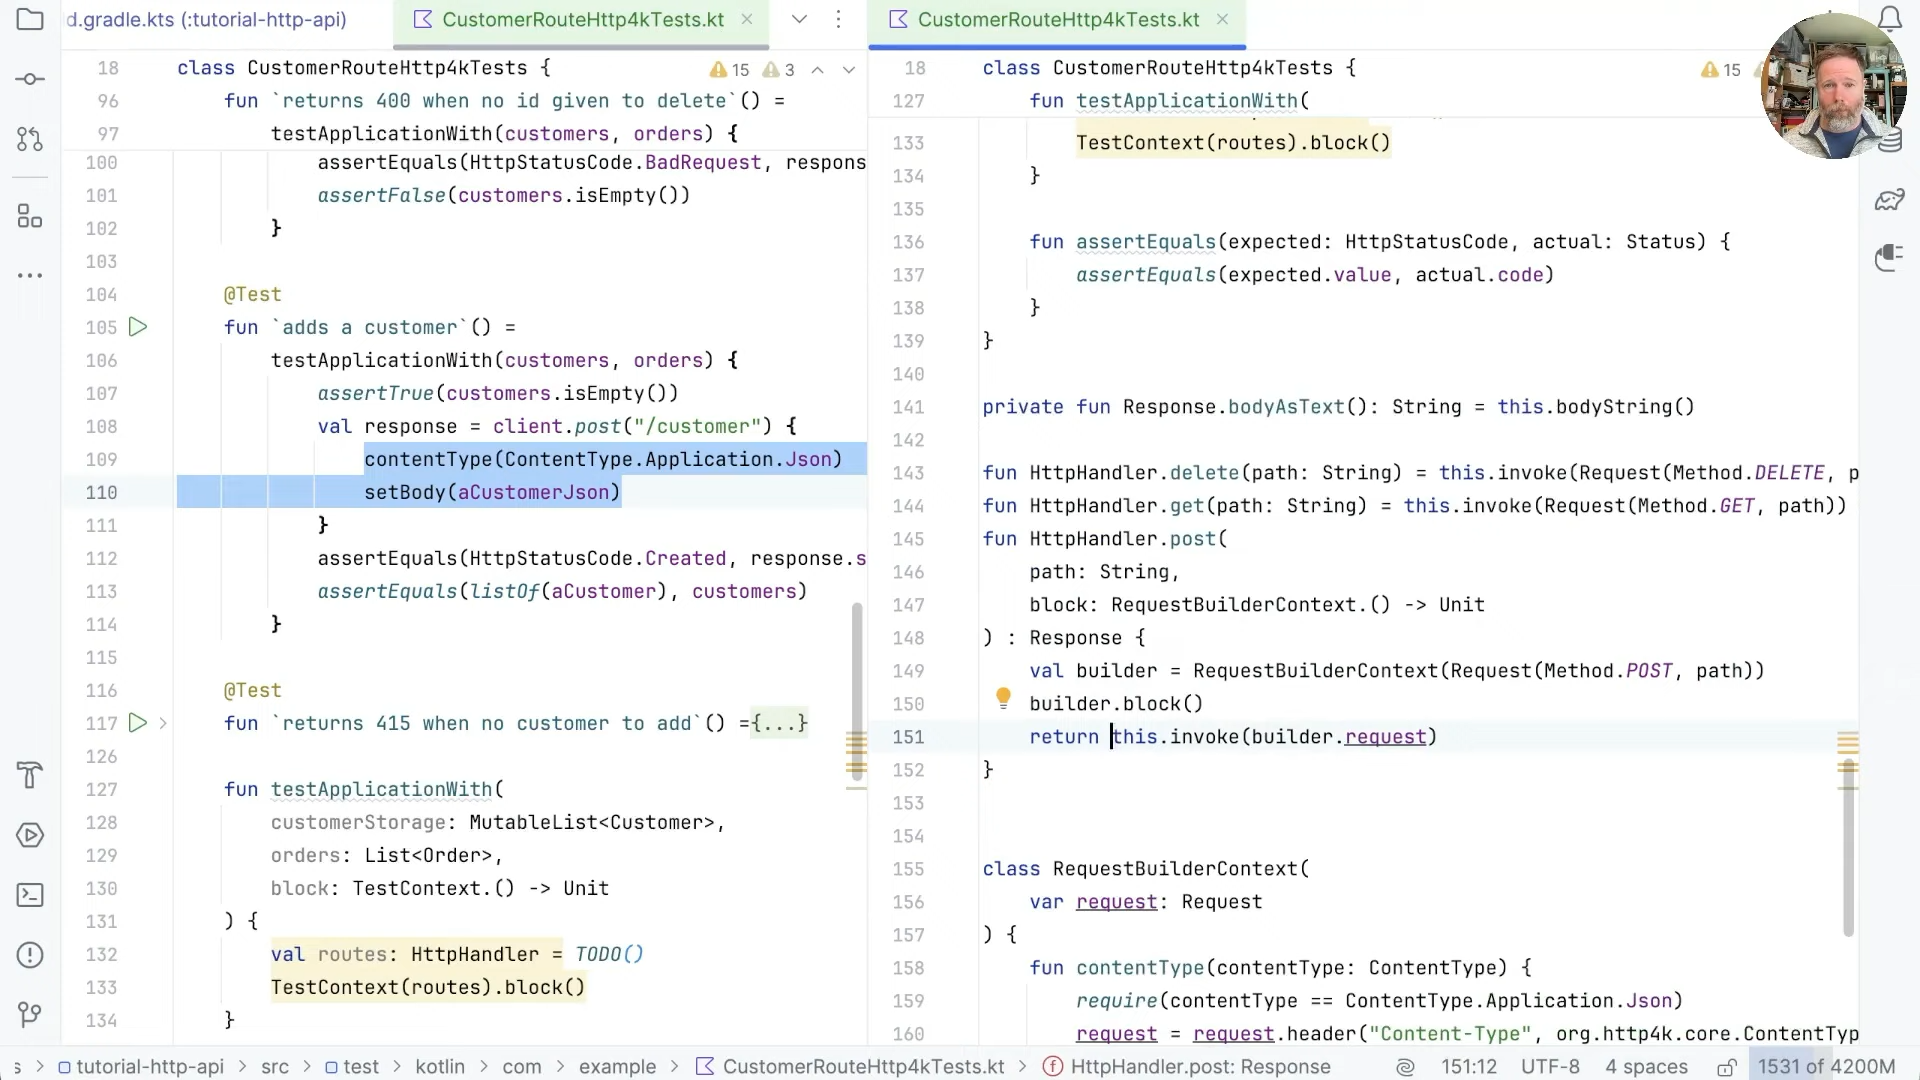 d.gradle.kts (:tutorial-http-api)
CustomerRouteHttp4kTests.kt
18 class CustomerRouteHttp4kTests {
15 3
96 fun `returns 400 when no id given to delete`() =
97 testApplicationWith(customers, orders) {
100 assertEquals(HttpStatusCode.BadRequest, respons
101 assertFalse(customers.isEmpty())
102 }
103
104 @Test
105 fun `adds a customer`() =
106 testApplicationWith(customers, orders) {
107 assertTrue(customers.isEmpty())
108 val response = client.post("/customer") {
109 contentType(ContentType.Application.Json)
110 setBody(aCustomerJson)
111 }
112 assertEquals(HttpStatusCode.Created, response.s
113 assertEquals(listOf(aCustomer), customers)
114 }
115
116 @Test
117 fun `returns 415 when no customer to add`() ={...}
126
127 fun testApplicationWith(
128 customerStorage: MutableList<Customer>,
129 orders: List<Order>,
130 block: TestContext.() -> Unit
131 ) {
132 val routes: HttpHandler = TODO()
133 TestContext(routes).block()
134 }
CustomerRouteHttp4kTests.kt
18 class CustomerRouteHttp4kTests {
15
127 fun testApplicationWith(
133 TestContext(routes).block()
134 }
135
136 fun assertEquals(expected: HttpStatusCode, actual: Status) {
137 assertEquals(expected.value, actual.code)
138 }
139 }
140
141 private fun Response.bodyAsText(): String = this.bodyString()
142
143 fun HttpHandler.delete(path: String) = this.invoke(Request(Method.DELETE, p
144 fun HttpHandler.get(path: String) = this.invoke(Request(Method.GET, path))
145 fun HttpHandler.post(
146 path: String,
147 block: RequestBuilderContext.() -> Unit
148 ) : Response {
149 val builder = RequestBuilderContext(Request(Method.POST, path))
150 builder.block()
151 return this.invoke(builder.request)
152 }
153
154
155 class RequestBuilderContext(
156 var request: Request
157 ) {
158 fun contentType(contentType: ContentType) {
159 require(contentType == ContentType.Application.Json)
160 request = request.header("Content-Type", org.http4k.core.ContentTyp
s > tutorial-http-api > src > test > kotlin > com > example > CustomerRouteHttp4kTests.kt > HttpHandler.post: Response
151:12 UTF-8 4 spaces 1531 of 4200M